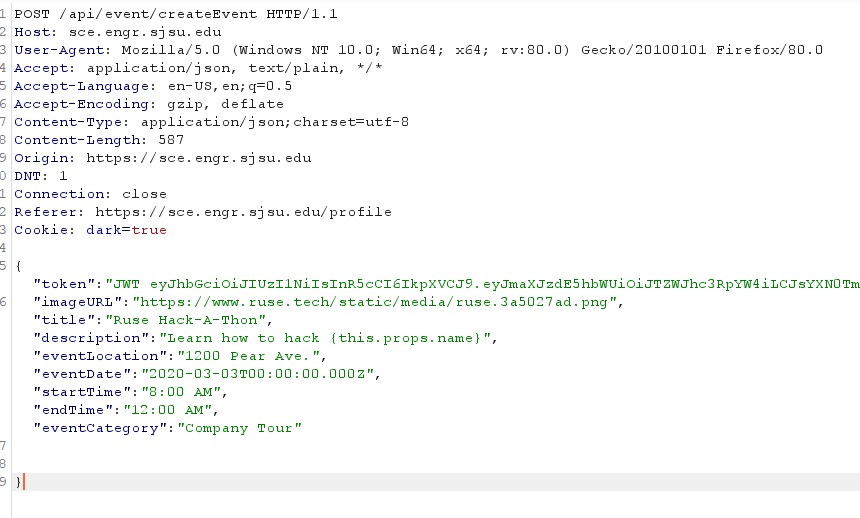 1 POST /api/event/createEvent HTTP/1.1
2 Host: sce.engr.sjsu.edu
3 User-Agent: Mozilla/5.0 (Windows NT 10.0; Win64; x64; rv:80.0) Gecko/20100101 Firefox/80.0
4 Accept: application/json, text/plain, */*
5 Accept-Language: en-US,en;q=0.5
6 Accept-Encoding: gzip, deflate
7 Content-Type: application/json;charset=utf-8
8 Content-Length: 587
9 Origin: https://sce.engr.sjsu.edu
0 DNT: 1
1 Connection: close
2 Referer: https://sce.engr.sjsu.edu/profile
3 Cookie: dark=true
4
5 {
"token":"JWT eyJhbGciOiJIUzI1NiIsInR5cCI6IkpXVCJ9.eyJmaXJzdE5hbWUiOiJTZWJhc3RpYW4iLCJsYXN0Tm
6 "imageURL":"https://www.ruse.tech/static/media/ruse.3a5027ad.png",
"title":"Ruse Hack-A-Thon",
"description":"Learn how to hack {this.props.name}",
"eventLocation":"1200 Pear Ave.",
"eventDate":"2020-03-03T00:00:00.000Z",
"startTime":"8:00 AM",
"endTime":"12:00 AM",
"eventCategory":"Company Tour"
7
8
9 }